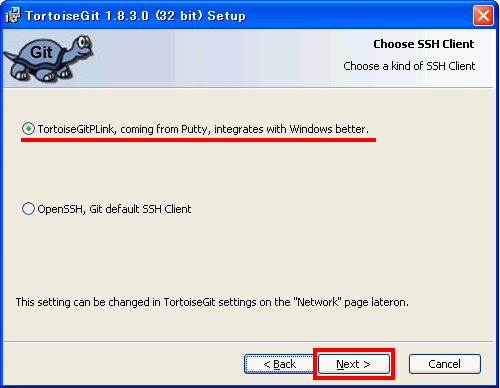 TortoiseGit 1.8.3.0 (32 bit) Setup
Git
Choose SSH Client
Choose a kind of SSH Client
TortoiseGitPLink, coming from Putty, integrates with Windows better.
OpenSSH, Git default SSH Client
This setting can be changed in TortoiseGit settings on the "Network" page lateron.
< Back
Next >
Cancel